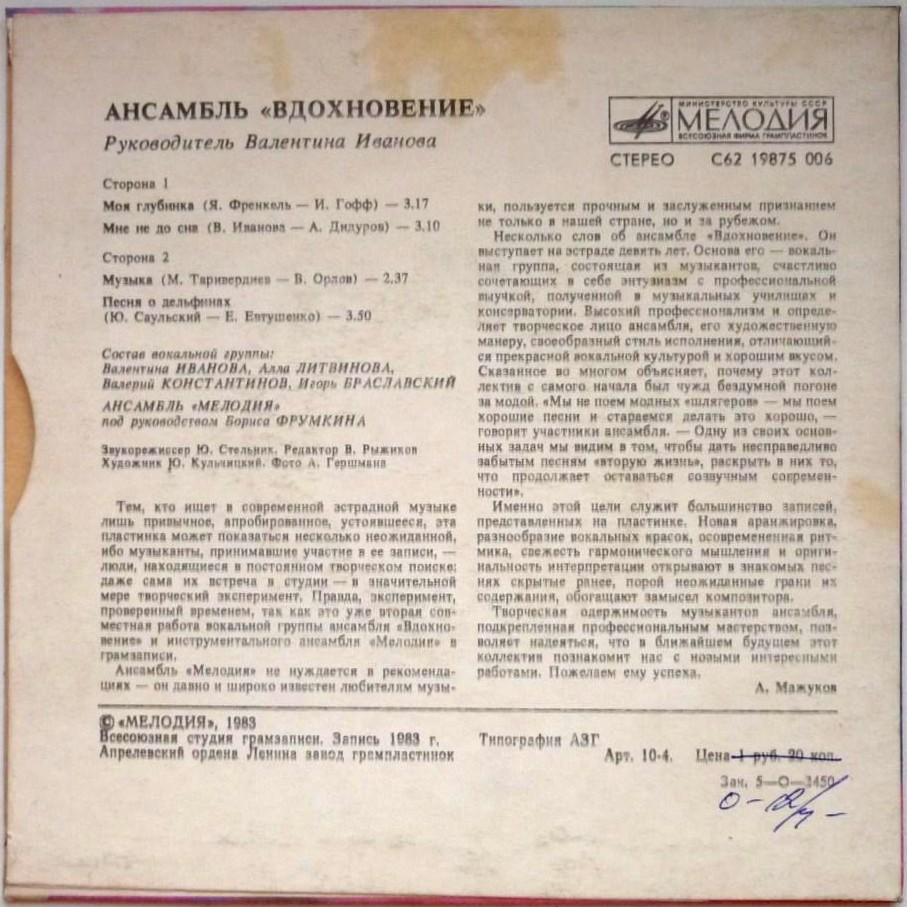 АНСАМБЛЬ «ВДОХНОВЕНИЕ»
Руководитель Валентина Иванова
МИНИСТЕРСТВО КУЛЬТУРЫ СССР
МЕЛОДИЯ
ВСЕСОЮЗНАЯ ФИРМА ГРАМПЛАСТИНОК
СТЕРЕО С62 19875 006
Сторона 1
Моя глубинка (Я. Френкель — И. Гофф) — 3.17
Мне не до сна (В. Иванова — А. Дидуров) — 3.10
Сторона 2
Музыка (М. Таривердиев — В. Орлов) — 2.37
Песня о дельфинах
(Ю. Саульский — Е. Евтушенко) — 3.50
Состав вокальной группы:
Валентина ИВАНОВА, Алла ЛИТВИНОВА,
Валерий КОНСТАНТИНОВ, Игорь БРАСЛАВСКИЙ
АНСАМБЛЬ «МЕЛОДИЯ»
под руководством Бориса ФРУМКИНА
Звукорежиссер Ю. Стельник. Редактор В. Рыжиков
Художник Ю. Кульчицкий. Фото А. Гершмана
Тем, кто ищет в современной эстрадной музыке
лишь привычное, апробированное, устоявшееся, эта
пластинка может показаться несколько неожиданной,
ибо музыканты, принимавшие участие в ее записи, —
люди, находящиеся в постоянном творческом поиске:
даже сама их встреча в студии — в значительной
мере творческий эксперимент. Правда, эксперимент,
проверенный временем, так как это уже вторая сов-
местная работа вокальной группы ансамбля «Вдохно-
вение» и инструментального ансамбля «Мелодия» в
грамзаписи.
Ансамбль «Мелодия» не нуждается в рекоменда-
циях — он давно и широко известен любителям музы-
ки, пользуется прочным и заслуженным признанием
не только в нашей стране, но и за рубежом.
Несколько слов об ансамбле «Вдохновение». Он
выступает на эстраде девять лет. Основа его — вокаль-
ная группа, состоящая из музыкантов, счастливо
сочетающих в себе энтузиазм с профессиональной
выучкой, полученной в музыкальных училищах и
консерватории. Высокий профессионализм и опреде-
ляет творческое лицо ансамбля, его художественную
манеру, своеобразный стиль исполнения, отличающий-
ся прекрасной вокальной культурой и хорошим вкусом.
Сказанное во многом объясняет, почему этот кол-
лектив с самого начала был чужд бездумной погоне
за модой. «Мы не поем модных «шлягеров» — мы поем
хорошие песни и стараемся делать это хорошо, —
говорят участники ансамбля. — Одну из своих основ-
ных задач мы видим в том, чтобы дать несправедливо
забытым песням «вторую жизнь», раскрыть в них то,
что продолжает оставаться созвучным современ-
ности».
Именно этой цели служит большинство записей,
представленных на пластинке. Новая аранжировка,
разнообразие вокальных красок, осовремененная рит-
мика, свежесть гармонического мышления и ориги-
нальность интерпретации открывают в знакомых пес-
нях скрытые ранее, порой неожиданные грани их
содержания, обогащают замысел композитора.
Творческая одержимость музыкантов ансамбля,
подкрепленная профессиональным мастерством, поз-
воляет надеяться, что в ближайшем будущем этот
коллектив познакомит нас с новыми интересными
работами. Пожелаем ему успеха.
А. Мажуков
© «МЕЛОДИЯ», 1983
Всесоюзная студия грамзаписи. Запись 1983 г.
Апрелевский ордена Ленина завод грампластинок
Типография АЗГ
Арт. 10-4. Цена 1 руб. 20 коп.
Зак. 5—О—3450